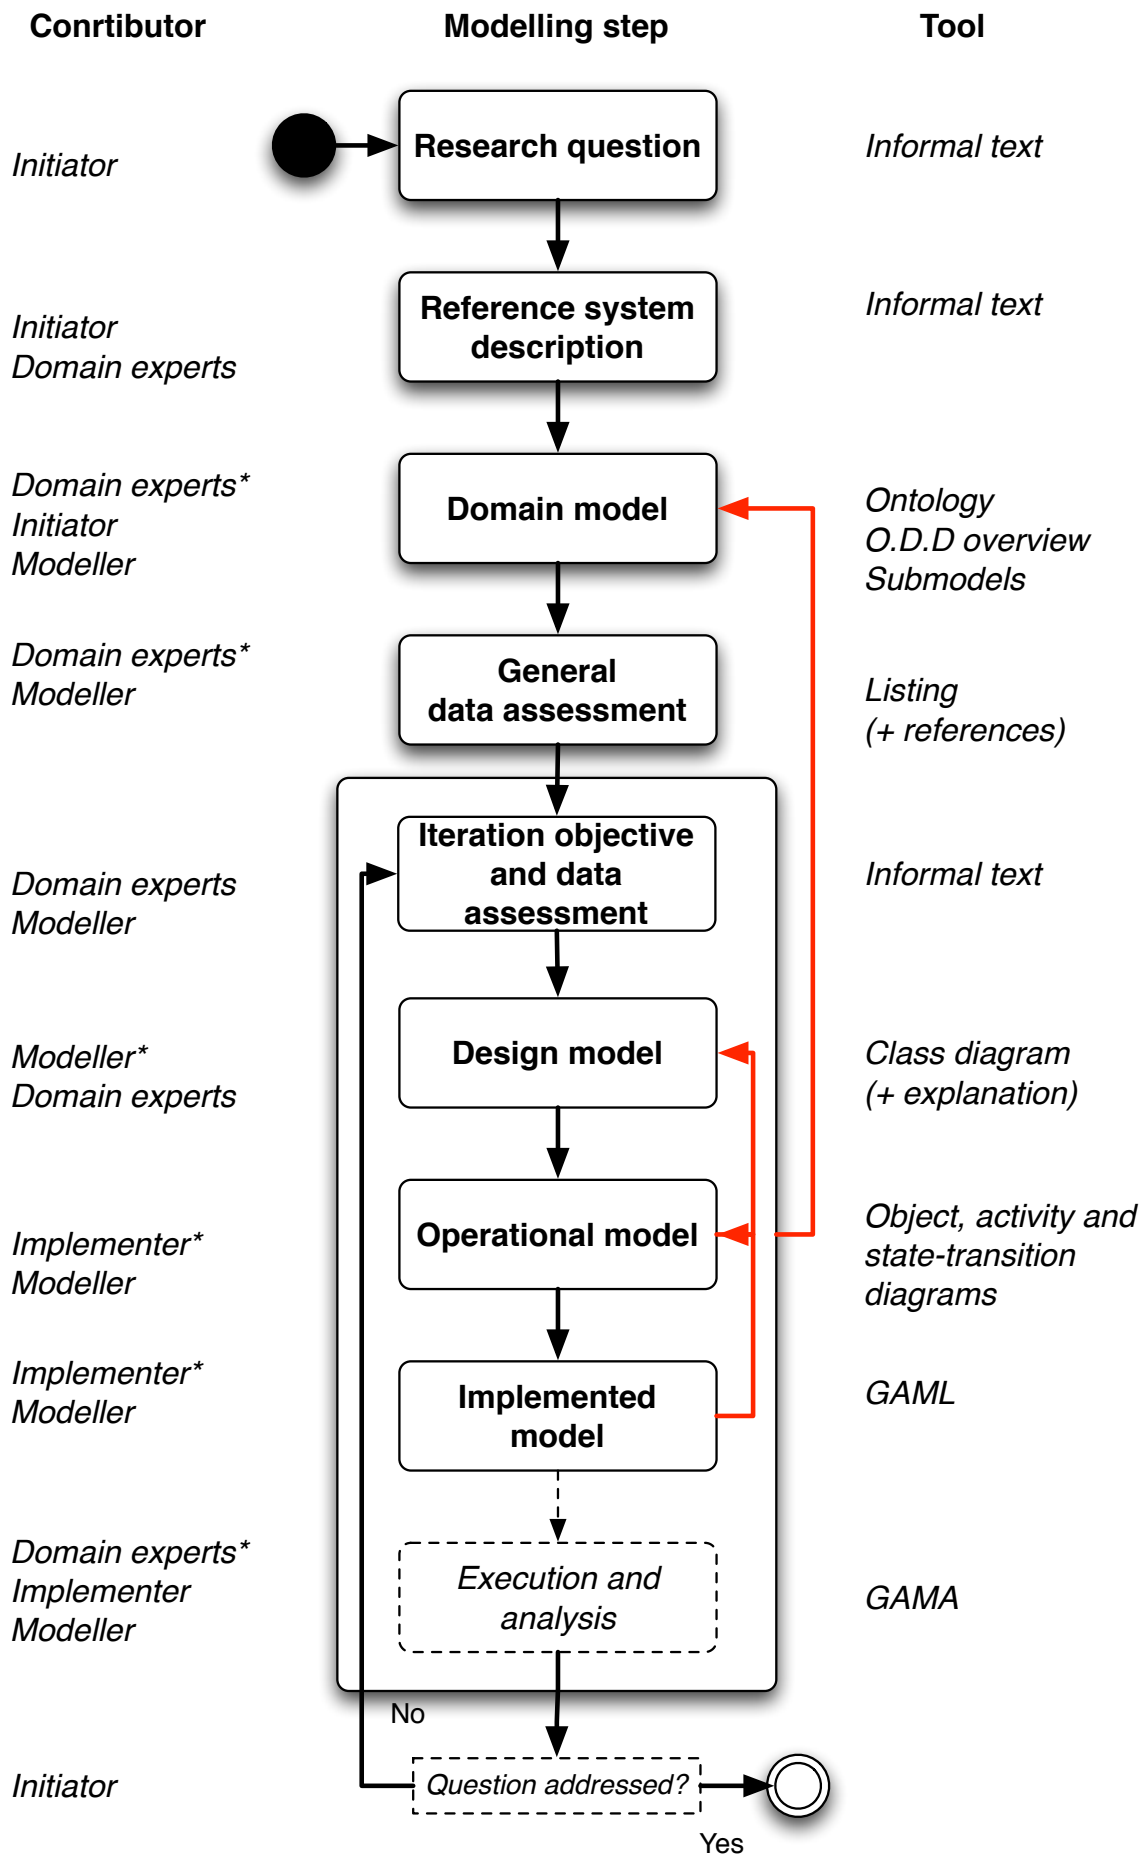 Conrtibutor
Modelling step
Tool
Initiator
Research question
Informal text
Initiator
Domain experts
Reference system
description
Informal text
Domain experts*
Initiator
Modeller
Domain model
Ontology
O.D.D overview
Submodels
Domain experts*
Modeller
General
data assessment
Listing
(+ references)
Domain experts
Modeller
Iteration objective
and data
assessment
Informal text
Modeller*
Domain experts
Design model
Class diagram
(+ explanation)
Implementer*
Modeller
Operational model
Object, activity and
state-transition
diagrams
Implementer*
Modeller
Implemented
model
GAML
Domain experts*
Implementer
Modeller
Execution and
analysis
GAMA
No
Initiator
Question addressed?
Yes